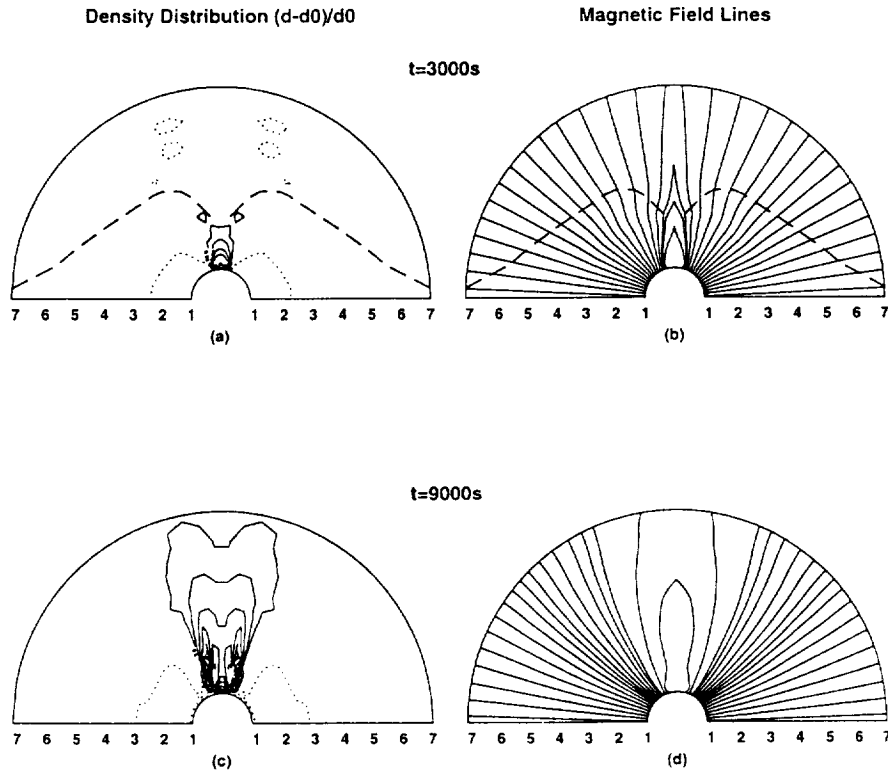 Density Distribution (d-d0)/d0
Magnetic Field Lines
t=3000s
7 6 5 4 3 2 1 1 2 3 4 5 6 7
(a)
7 6 5 4 3 2 1 1 2 3 4 5 6 7
(b)
t=9000s
7 6 5 4 3 2 1 1 2 3 4 5 6 7
(c)
7 6 5 4 3 2 1 1 2 3 4 5 6 7
(d)